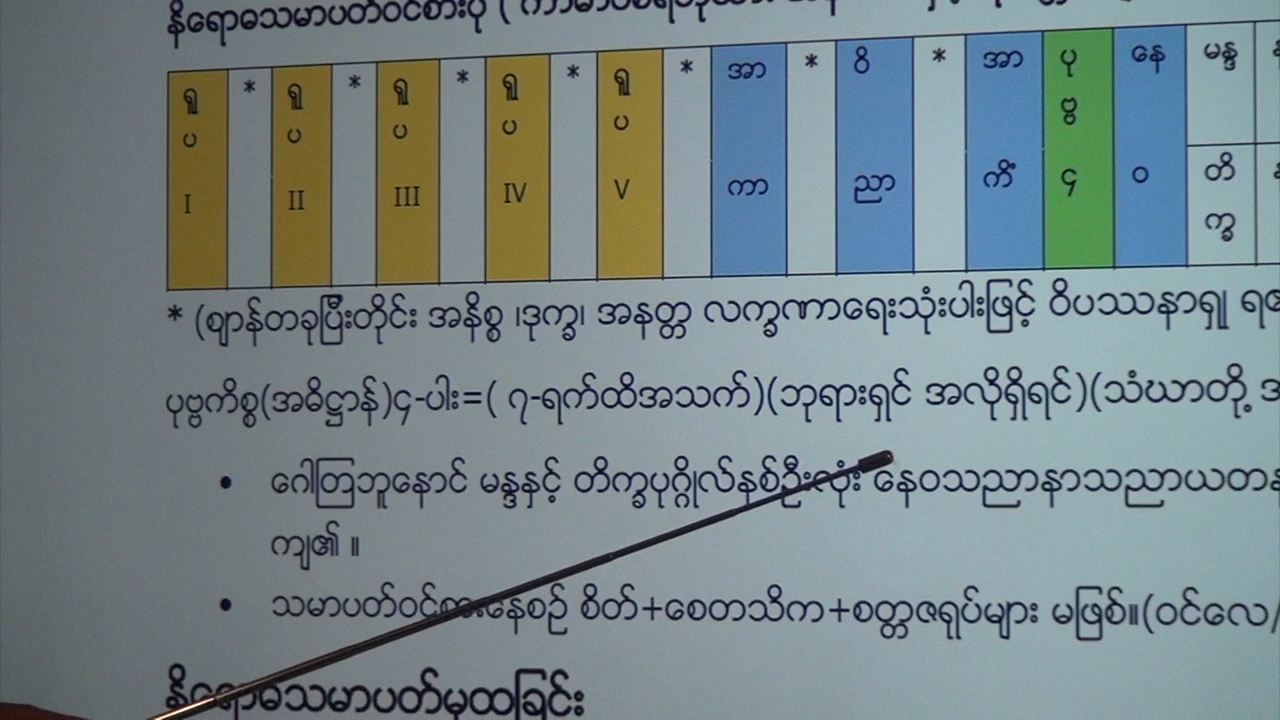 နိရောဓသမာပတ်ဝင်စားပုံ (
ရူပ I * ရူပ II * ရူပ III * ရူပ IV * ရူပ V * အာကာ * ဝိညာ * အာကိံ ပုဗ္ဗ ၄ နေဝ မန္ဒ
တိက္ခ
* (ဈာန်တခုပြီးတိုင်း အနိစ္စ ၊ဒုက္ခ၊ အနတ္တ လက္ခဏာရေးသုံးပါးဖြင့် ဝိပဿနာရှု
ပုဗ္ဗကိစ္စ(အဓိဋ္ဌာန်)၄-ပါး=( ၇-ရက်ထိအသက်)(ဘုရားရှင် အလိုရှိရင်)(သံဃာတို့
• ဂေါတြဘူနောင် မန္ဒနှင့် တိက္ခပုဂ္ဂိုလ်နှစ်ဦးလုံး နေဝသညာနာသညာယတန
ကျ၏ ။
• သမာပတ်ဝင်စားနေစဉ် စိတ်+စေတသိက+စတ္တဇရုပ်များ မဖြစ်။(ဝင်လေ/
နိရောဓသမာပတ်မှထခြင်း